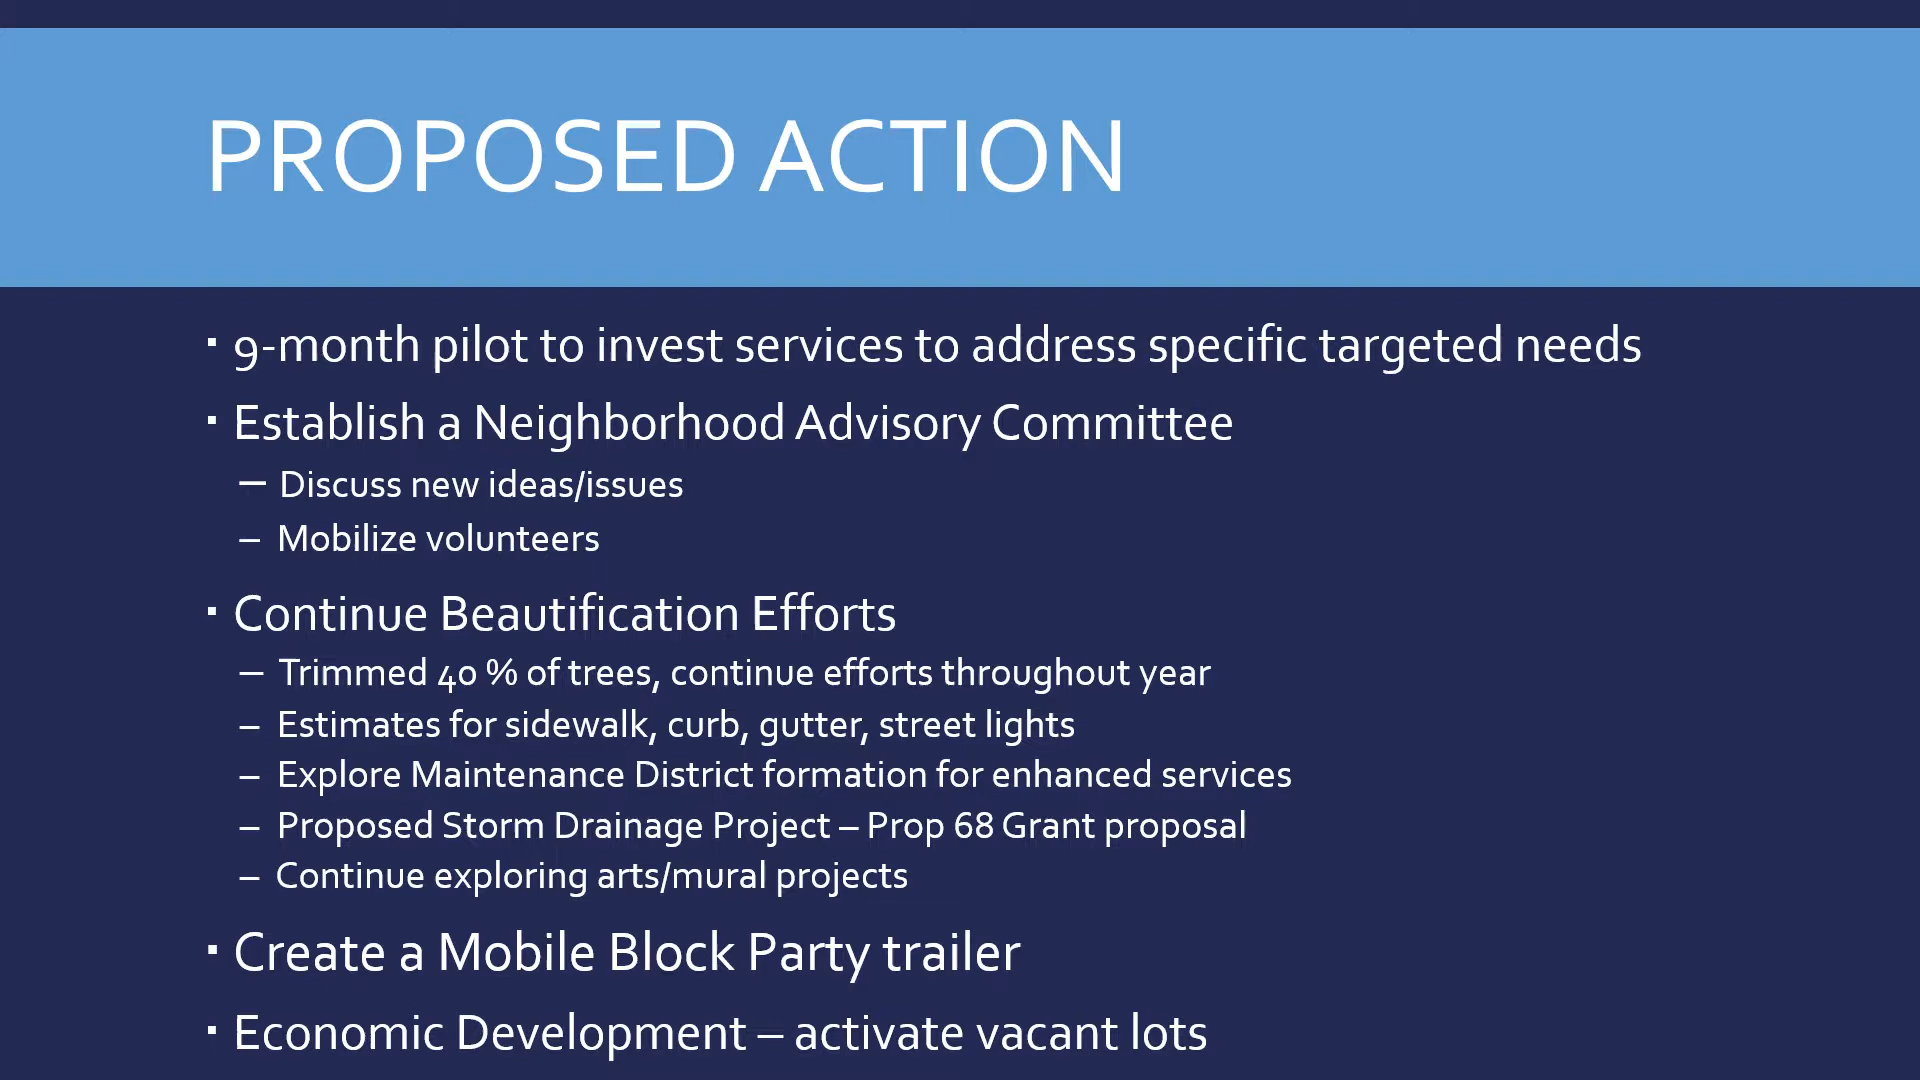 PROPOSED ACTION
▪ 9-month pilot to invest services to address specific targeted needs
▪ Establish a Neighborhood Advisory Committee
– Discuss new ideas/issues
– Mobilize volunteers
▪ Continue Beautification Efforts
– Trimmed 40 % of trees, continue efforts throughout year
– Estimates for sidewalk, curb, gutter, street lights
– Explore Maintenance District formation for enhanced services
– Proposed Storm Drainage Project – Prop 68 Grant proposal
– Continue exploring arts/mural projects
▪ Create a Mobile Block Party trailer
▪ Economic Development – activate vacant lots